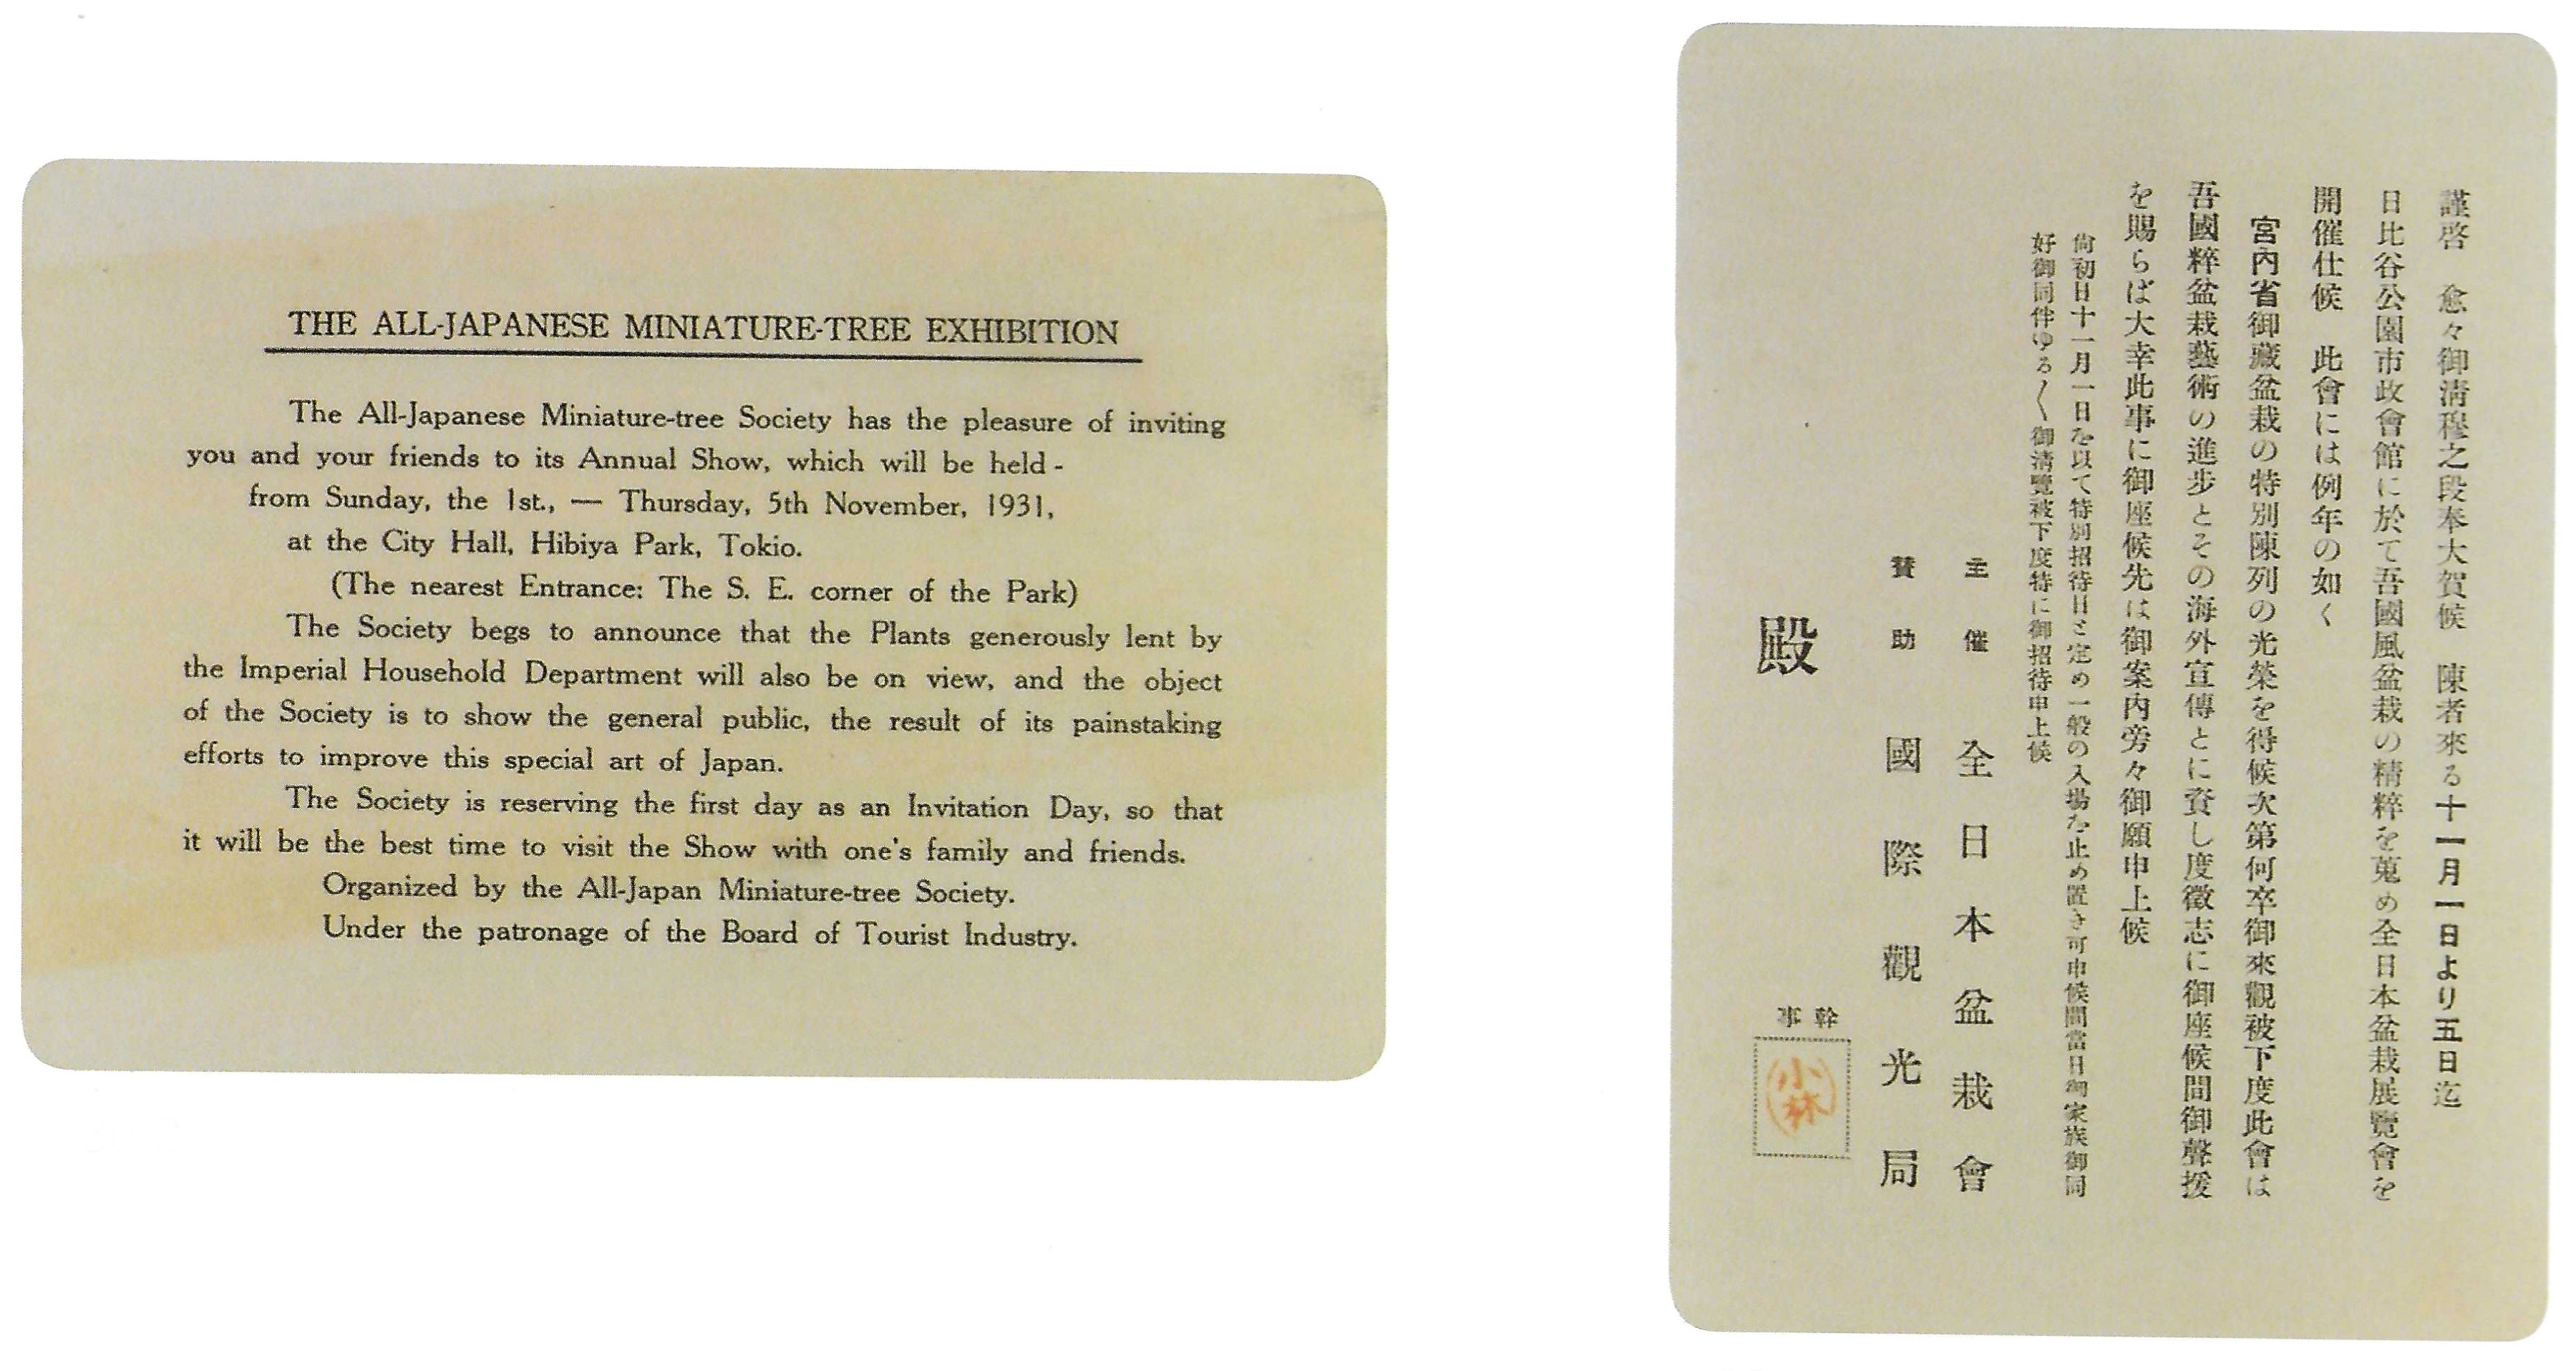 THE ALL-JAPANESE MINIATURE-TREE EXHIBITION
The All-Japanese Miniature-tree Society has the pleasure of inviting
you and your friends to its Annual Show, which will be held -
from Sunday, the 1st., — Thursday, 5th November, 1931,
at the City Hall, Hibiya Park, Tokio.
(The nearest Entrance: The S. E. corner of the Park)
The Society begs to announce that the Plants generously lent by
the Imperial Household Department will also be on view, and the object
of the Society is to show the general public, the result of its painstaking
efforts to improve this special art of Japan.
The Society is reserving the first day as an Invitation Day, so that
it will be the best time to visit the Show with one's family and friends.
Organized by the All-Japan Miniature-tree Society.
Under the patronage of the Board of Tourist Industry.
謹啓　愈々御淸穆之段奉大賀候　陳者來る十一月一日より五日迄
日比谷公園市政會館に於て吾國風盆栽の精粹を蒐め全日本盆栽展覽會を
開催仕候　此會には例年の如く
宮內省御藏盆栽の特別陳列の光榮を得候次第何卒御來觀被下度此會は
吾國粹盆栽藝術の進步とその海外宣傳とに資し度微志に御座候間御聲援
を賜らば大幸此事に御座候先は御案內旁々御願申上候
尙初日十一月一日を以て特別招待日と定め一般の入場を止め置き可申候間當日御家族御同
好御同伴ゆる〱御淸覽被下度特に御招待申上候
主催　全日本盆栽會
賛助　國際觀光局
殿
幹事
小林